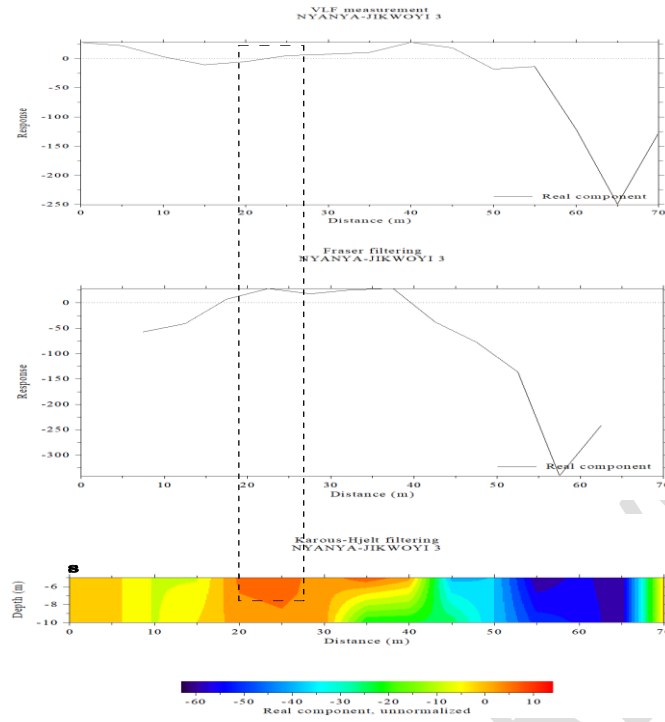 VLF measurement
NYANYA-JIKWOYI 3
Response
0
-50
-100
-150
-200
-250
Real component
0 10 20 30 40 50 60 70
Distance (m)
Fraser filtering
NYANYA-JIKWOYI 3
Response
0
-50
-100
-150
-200
-250
-300
Real component
0 10 20 30 40 50 60 70
Distance (m)
Karous-Hjelt filtering
NYANYA-JIKWOYI 3
Depth (m)
-6
-8
-10
0 10 20 30 40 50 60 70
Distance (m)
-60 -50 -40 -30 -20 -10 0 10
Real component, unnormalized